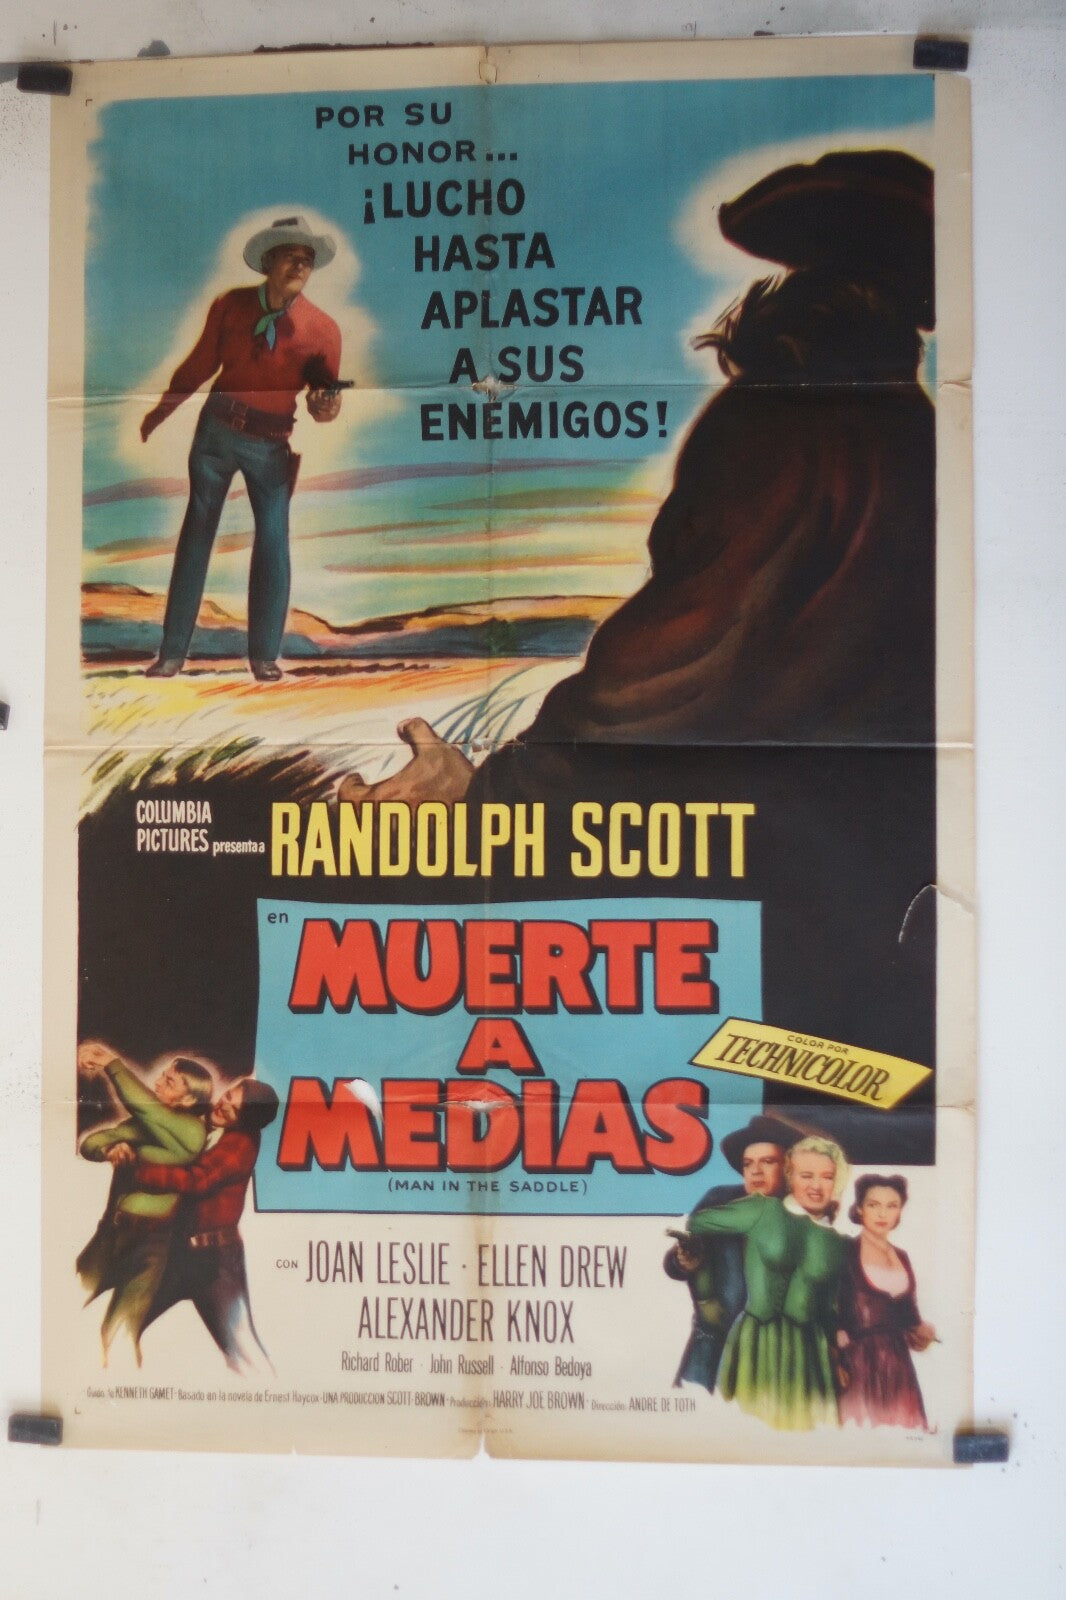 POR SU
HONOR...
¡LUCHO
HASTA
APLASTAR
A SUS
ENEMIGOS!
COLUMBIA
PICTURES presenta a
RANDOLPH SCOTT
en
MUERTE
A
MEDIAS
(MAN IN THE SADDLE)
COLOR POR
TECHNICOLOR
CON JOAN LESLIE · ELLEN DREW
ALEXANDER KNOX
Richard Rober · John Russell · Alfonso Bedoya
KENNETH GAMET · Basado en la novela de Ernest Haycox · UNA PRODUCCION SCOTT-BROWN · Producción: HARRY JOE BROWN · Dirección: ANDRE DE TOTH